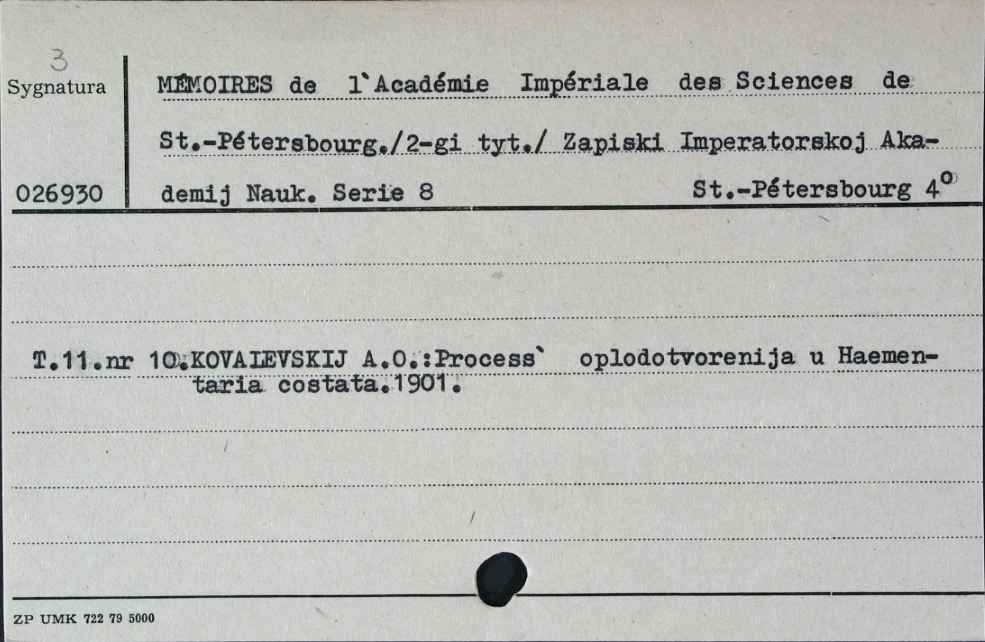 3
Sygnatura
MÉMOIRES de l`Académie Impériale des Sciences de
St.-Pétersbourg./2-gi tyt./ Zapiski Imperatorskoj Aka-
026930 demij Nauk. Serie 8 St.-Pétersbourg 4º
T.11.nr 10.KOVALEVSKIJ A.O.:Process` oplodotvorenija u Haemen-
taria costata.1901.
ZP UMK 722 79 5000